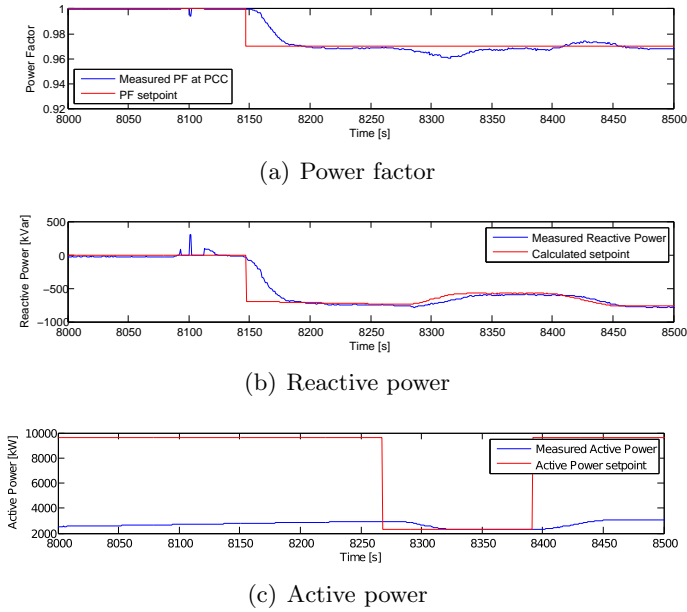 1
0.98
0.96
0.94
0.92
Power Factor
Measured PF at PCC
PF setpoint
8000 8050 8100 8150 8200 8250 8300 8350 8400 8450 8500
Time [s]
(a) Power factor
500
0
−500
−1000
Reactive Power [kVar]
Measured Reactive Power
Calculated setpoint
8000 8050 8100 8150 8200 8250 8300 8350 8400 8450 8500
Time [s]
(b) Reactive power
10000
8000
6000
4000
2000
Active Power [kW]
Measured Active Power
Active Power setpoint
8000 8050 8100 8150 8200 8250 8300 8350 8400 8450 8500
Time [s]
(c) Active power